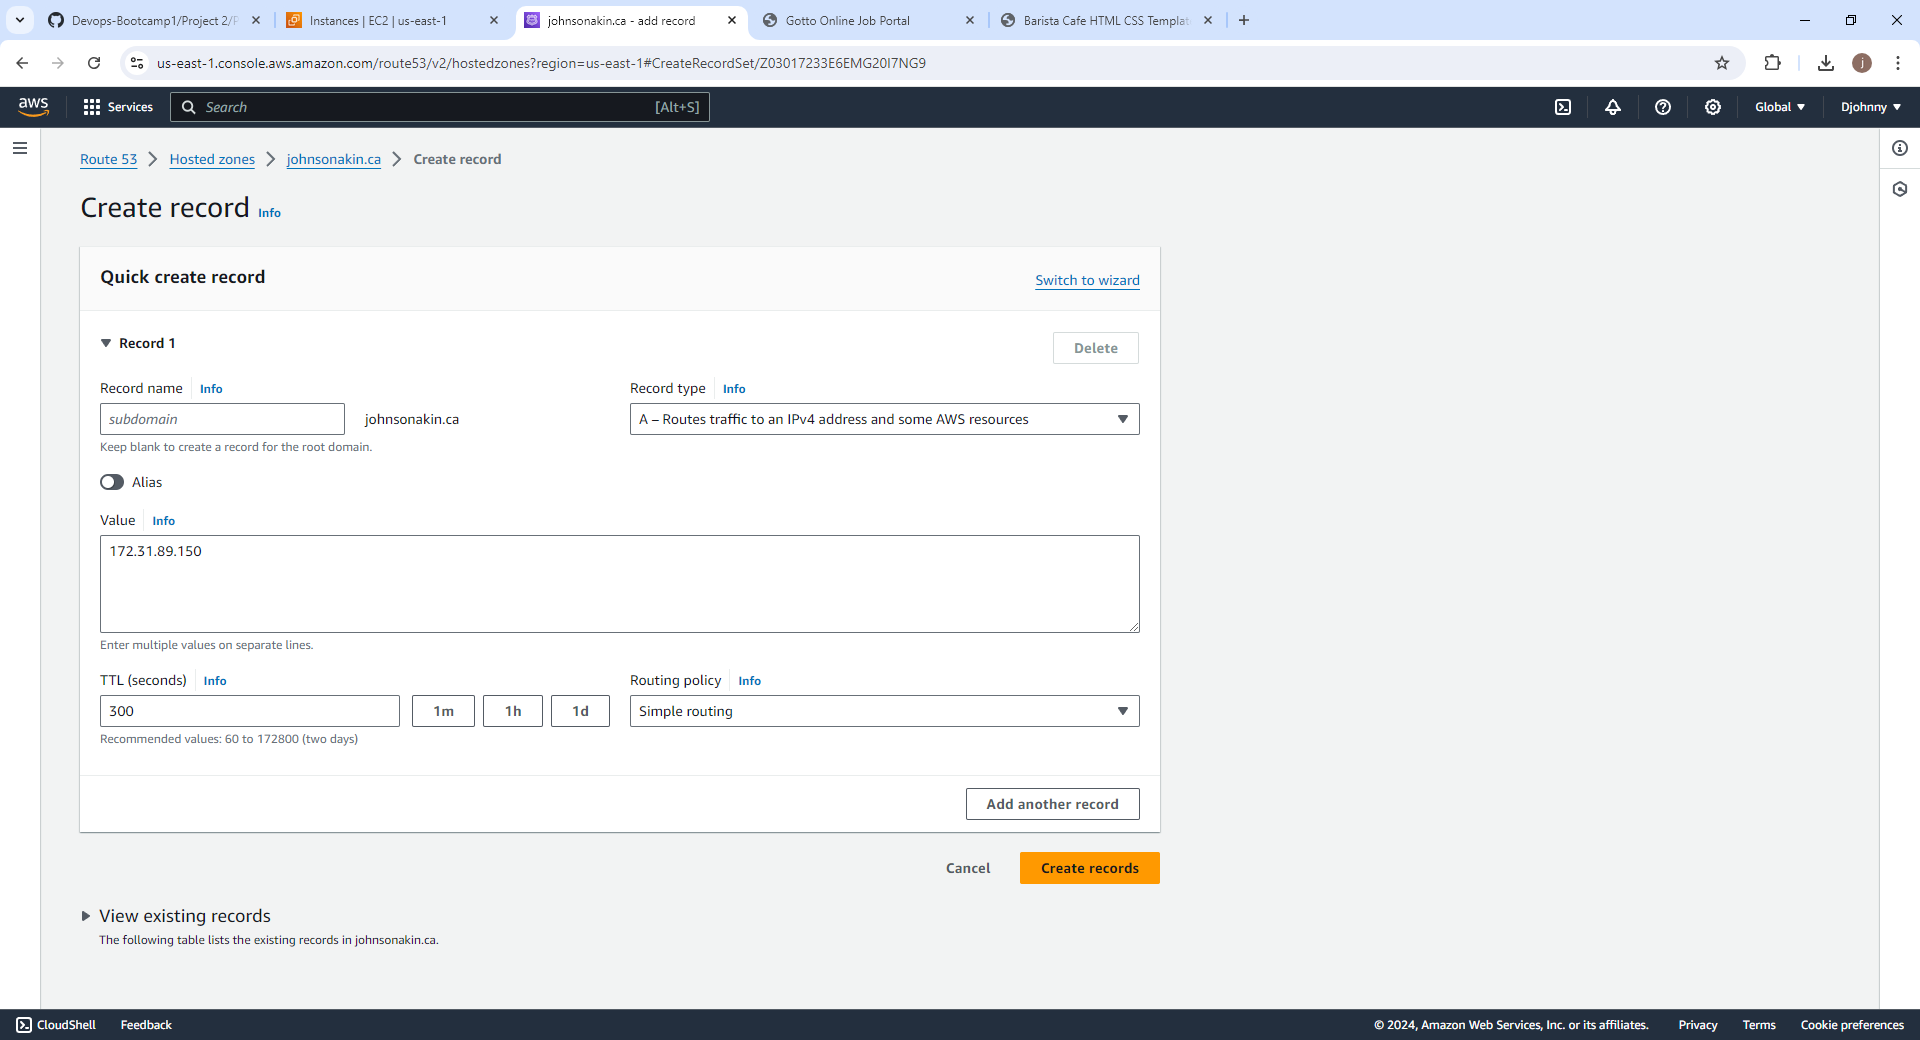 Devops-Bootcamp1/Project 2/P
Instances | EC2 | us-east-1
johnsonakin.ca - add record
Gotto Online Job Portal
Barista Cafe HTML CSS Templat
us-east-1.console.aws.amazon.com/route53/v2/hostedzones?region=us-east-1#CreateRecordSet/Z03017233E6EMG20I7NG9
j
aws
Services
Search
[Alt+S]
Global
Djohnny
Route 53
Hosted zones
johnsonakin.ca
Create record
Create record Info
Quick create record
Switch to wizard
Record 1
Delete
Record name Info
Record type Info
subdomain
johnsonakin.ca
A – Routes traffic to an IPv4 address and some AWS resources
Keep blank to create a record for the root domain.
Alias
Value Info
172.31.89.150
Enter multiple values on separate lines.
TTL (seconds) Info
Routing policy Info
300
1m
1h
1d
Simple routing
Recommended values: 60 to 172800 (two days)
Add another record
Cancel
Create records
View existing records
The following table lists the existing records in johnsonakin.ca.
CloudShell
Feedback
© 2024, Amazon Web Services, Inc. or its affiliates.
Privacy
Terms
Cookie preferences